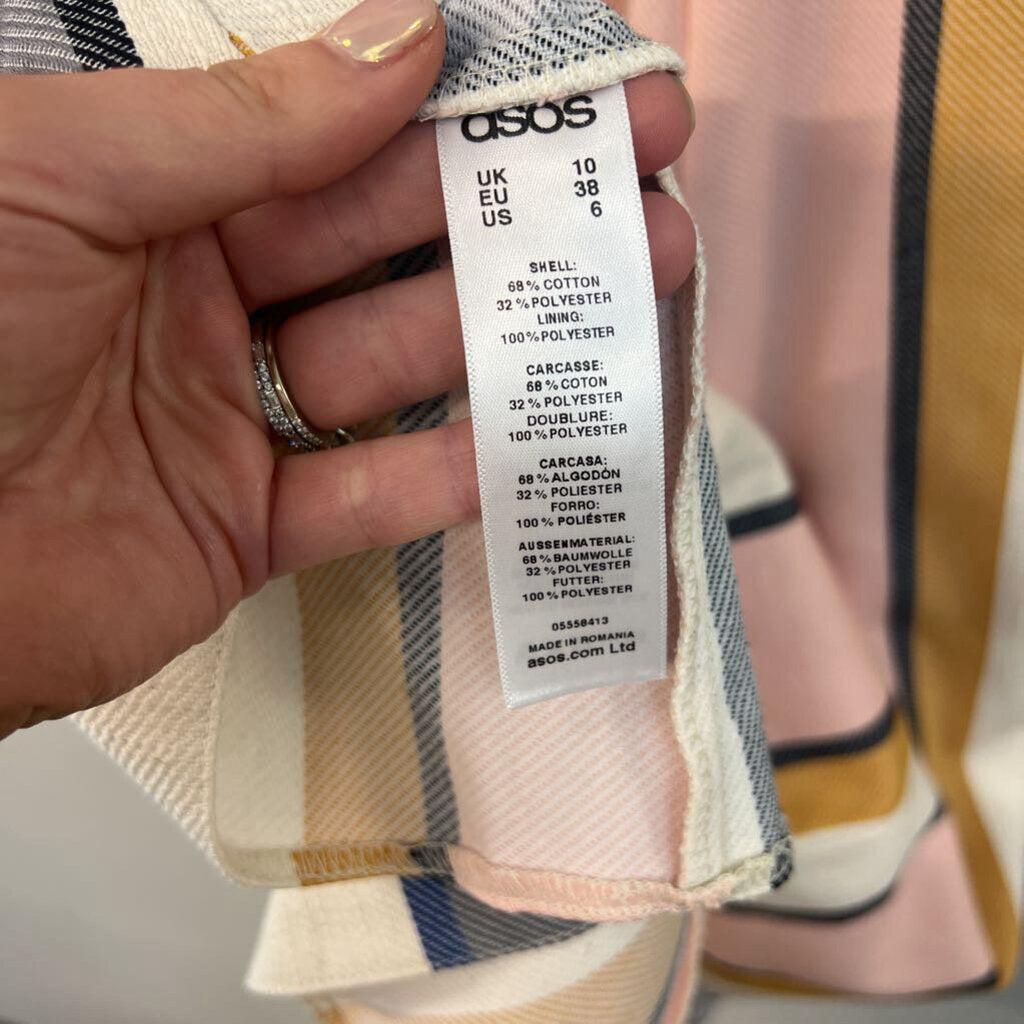 asos
UK 10
EU 38
US 6
SHELL:
68% COTTON
32% POLYESTER
LINING:
100% POLYESTER
CARCASSE:
68% COTON
32% POLYESTER
DOUBLURE:
100% POLYESTER
CARCASA:
68% ALGODÓN
32% POLIESTER
FORRO:
100% POLIÉSTER
AUSSENMATERIAL:
68% BAUMWOLLE
32% POLYESTER
FUTTER:
100% POLYESTER
05558413
MADE IN ROMANIA
asos.com Ltd